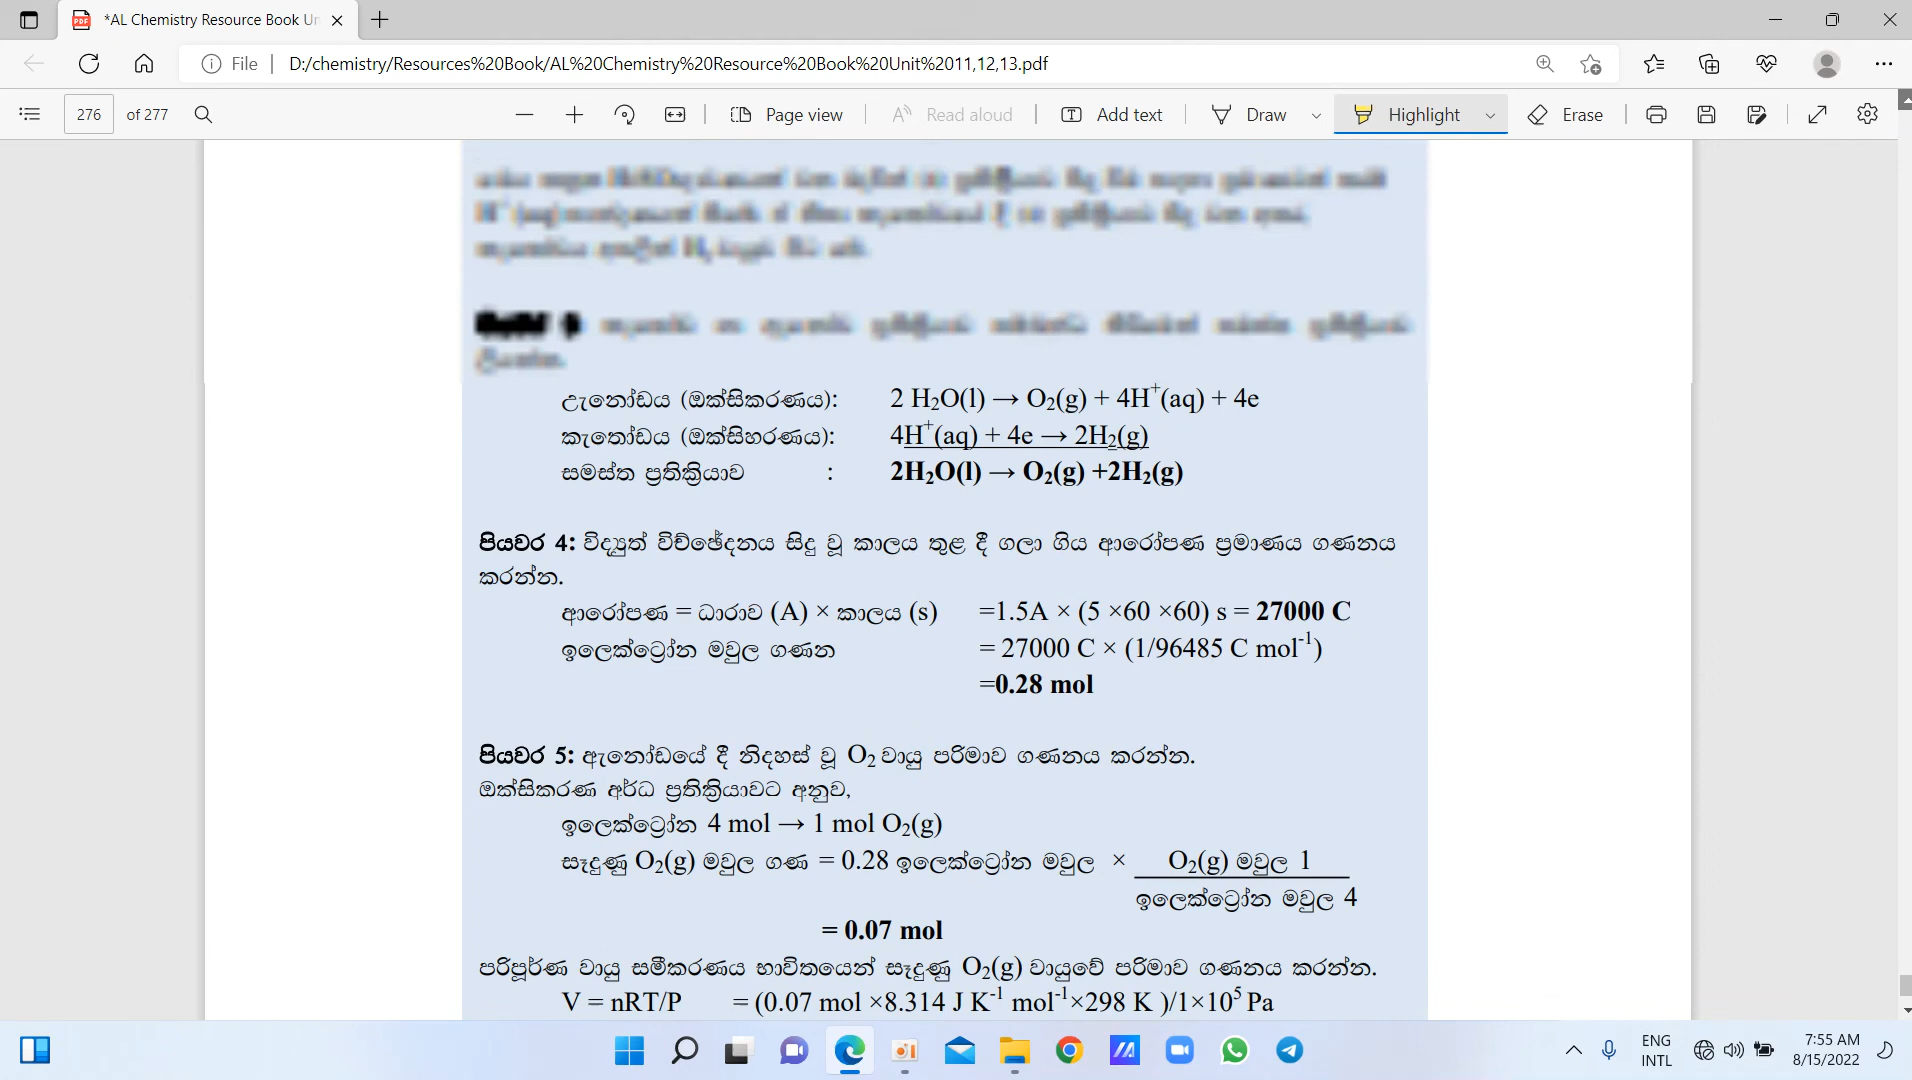 *AL Chemistry Resource Book Un
File
D:/chemistry/Resources%20Book/AL%20Chemistry%20Resource%20Book%20Unit%2011,12,13.pdf
276 of 277
Page view
Read aloud
Add text
Draw
Highlight
Erase
උැනෝඩය (ඔක්සිකරණය): 2 H₂O(l) → O₂(g) + 4H⁺(aq) + 4e
කැතෝඩය (ඔක්සිහරණය): 4H⁺(aq) + 4e → 2H₂(g)
සමස්ත ප්‍රතික්‍රියාව : 2H₂O(l) → O₂(g) +2H₂(g)
පියවර 4: විද්‍යුත් විච්ඡේදනය සිදු වූ කාලය තුළ දී ගලා ගිය ආරෝපණ ප්‍රමාණය ගණනය
කරන්න.
ආරෝපණ = ධාරාව (A) × කාලය (s) =1.5A × (5 ×60 ×60) s = 27000 C
ඉලෙක්ට්‍රෝන මවුල ගණන = 27000 C × (1/96485 C mol⁻¹)
=0.28 mol
පියවර 5: ඇනෝඩයේ දී නිදහස් වූ O₂ වායු පරිමාව ගණනය කරන්න.
ඔක්සිකරණ අර්ධ ප්‍රතික්‍රියාවට අනුව,
ඉලෙක්ට්‍රෝන 4 mol → 1 mol O₂(g)
සෑදුණු O₂(g) මවුල ගණ = 0.28 ඉලෙක්ට්‍රෝන මවුල × O₂(g) මවුල 1
ඉලෙක්ට්‍රෝන මවුල 4
= 0.07 mol
පරිපූර්ණ වායු සමීකරණය භාවිතයෙන් සෑදුණු O₂(g) වායුවේ පරිමාව ගණනය කරන්න.
V = nRT/P = (0.07 mol ×8.314 J K⁻¹ mol⁻¹×298 K )/1×10⁵ Pa
ENG
INTL
7:55 AM
8/15/2022